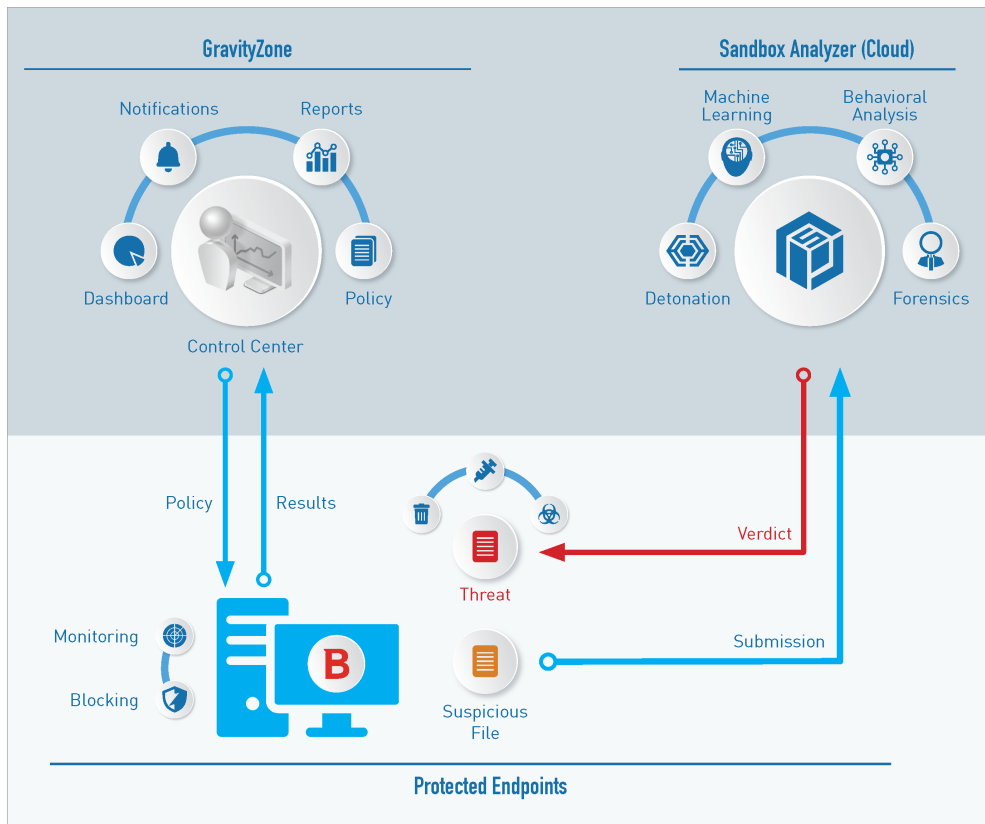 GravityZone
Sandbox Analyzer (Cloud)
Notifications
Reports
Dashboard
Policy
Control Center
Machine
Learning
Behavioral
Analysis
Detonation
Forensics
Policy
Results
Threat
Verdict
Monitoring
Blocking
B
Suspicious
File
Submission
Protected Endpoints